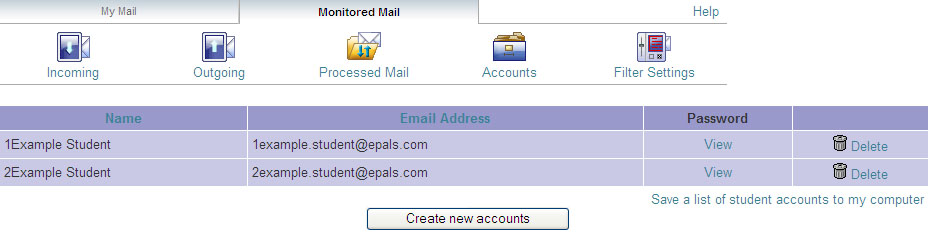 My Mail Monitored Mail Help
Incoming Outgoing Processed Mail Accounts Filter Settings
Name Email Address Password
1Example Student 1example.student@epals.com View Delete
2Example Student 2example.student@epals.com View Delete
Save a list of student accounts to my computer
Create new accounts